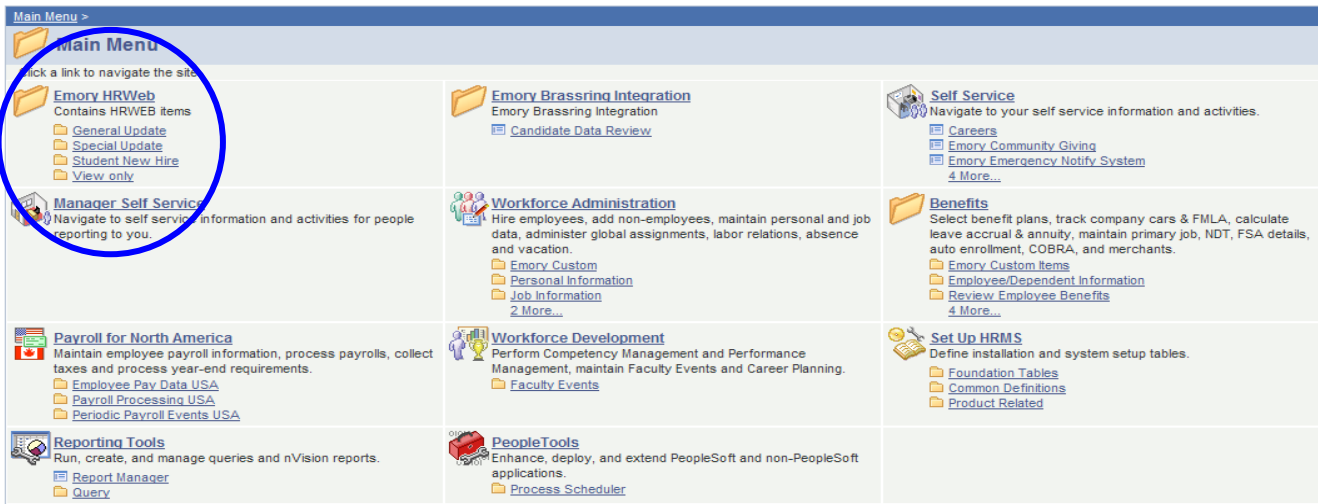 Main Menu >
Main Menu
Click a link to navigate the site
Emory HRWeb
Contains HRWEB items
General Update
Special Update
Student New Hire
View only
Emory Brassring Integration
Emory Brassring Integration
Candidate Data Review
Self Service
Navigate to your self service information and activities.
Careers
Emory Community Giving
Emory Emergency Notify System
4 More...
Manager Self Service
Navigate to self service information and activities for people
reporting to you.
Workforce Administration
Hire employees, add non-employees, maintain personal and job
data, administer global assignments, labor relations, absence
and vacation.
Emory Custom
Personal Information
Job Information
2 More...
Benefits
Select benefit plans, track company cars & FMLA, calculate
leave accrual & annuity, maintain primary job, NDT, FSA details,
auto enrollment, COBRA, and merchants.
Emory Custom Items
Employee/Dependent Information
Review Employee Benefits
4 More...
Payroll for North America
Maintain employee payroll information, process payrolls, collect
taxes and process year-end requirements.
Employee Pay Data USA
Payroll Processing USA
Periodic Payroll Events USA
Workforce Development
Perform Competency Management and Performance
Management, maintain Faculty Events and Career Planning.
Faculty Events
Set Up HRMS
Define installation and system setup tables.
Foundation Tables
Common Definitions
Product Related
Reporting Tools
Run, create, and manage queries and nVision reports.
Report Manager
Query
PeopleTools
Enhance, deploy, and extend PeopleSoft and non-PeopleSoft
applications.
Process Scheduler